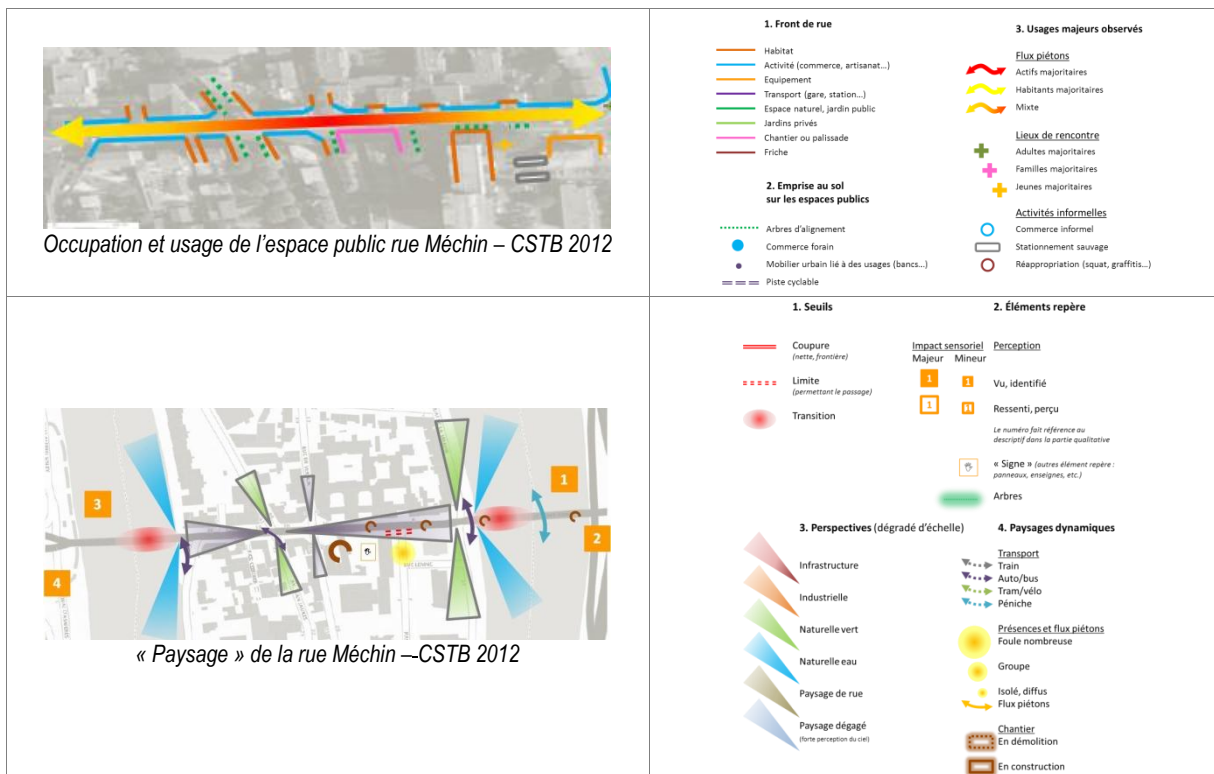 Occupation et usage de l'espace public rue Méchin – CSTB 2012
1. Front de rue
Habitat
Activité (commerce, artisanat...)
Equipement
Transport (gare, station...)
Espace naturel, jardin public
Jardins privés
Chantier ou palissade
Friche
2. Emprise au sol
sur les espaces publics
Arbres d'alignement
Commerce forain
Mobilier urbain lié à des usages (bancs...)
Piste cyclable
3. Usages majeurs observés
Flux piétons
Actifs majoritaires
Habitants majoritaires
Mixte
Lieux de rencontre
Adultes majoritaires
Familles majoritaires
Jeunes majoritaires
Activités informelles
Commerce informel
Stationnement sauvage
Réappropriation (squat, graffitis...)
3
4
1
2
« Paysage » de la rue Méchin –-CSTB 2012
1. Seuils
Coupure
(nette, frontière)
Limite
(permettant le passage)
Transition
2. Éléments repère
Impact sensoriel Perception
Majeur Mineur
1 1 Vu, identifié
1 1 Ressenti, perçu
Le numéro fait référence au
descriptif dans la partie qualitative
« Signe » (autres élément repère :
panneaux, enseignes, etc.)
Arbres
3. Perspectives (dégradé d'échelle)
Infrastructure
Industrielle
Naturelle vert
Naturelle eau
Paysage de rue
Paysage dégagé
(forte perception du ciel)
4. Paysages dynamiques
Transport
Train
Auto/bus
Tram/vélo
Péniche
Présences et flux piétons
Foule nombreuse
Groupe
Isolé, diffus
Flux piétons
Chantier
En démolition
En construction